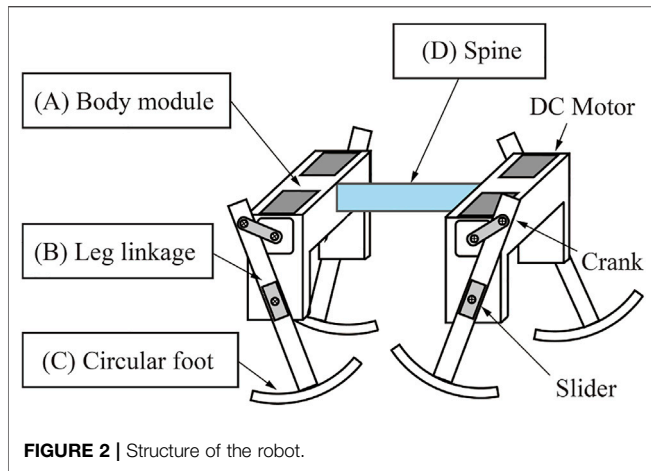 (D) Spine
(A) Body module
DC Motor
(B) Leg linkage
Crank
(C) Circular foot
Slider
FIGURE 2 | Structure of the robot.